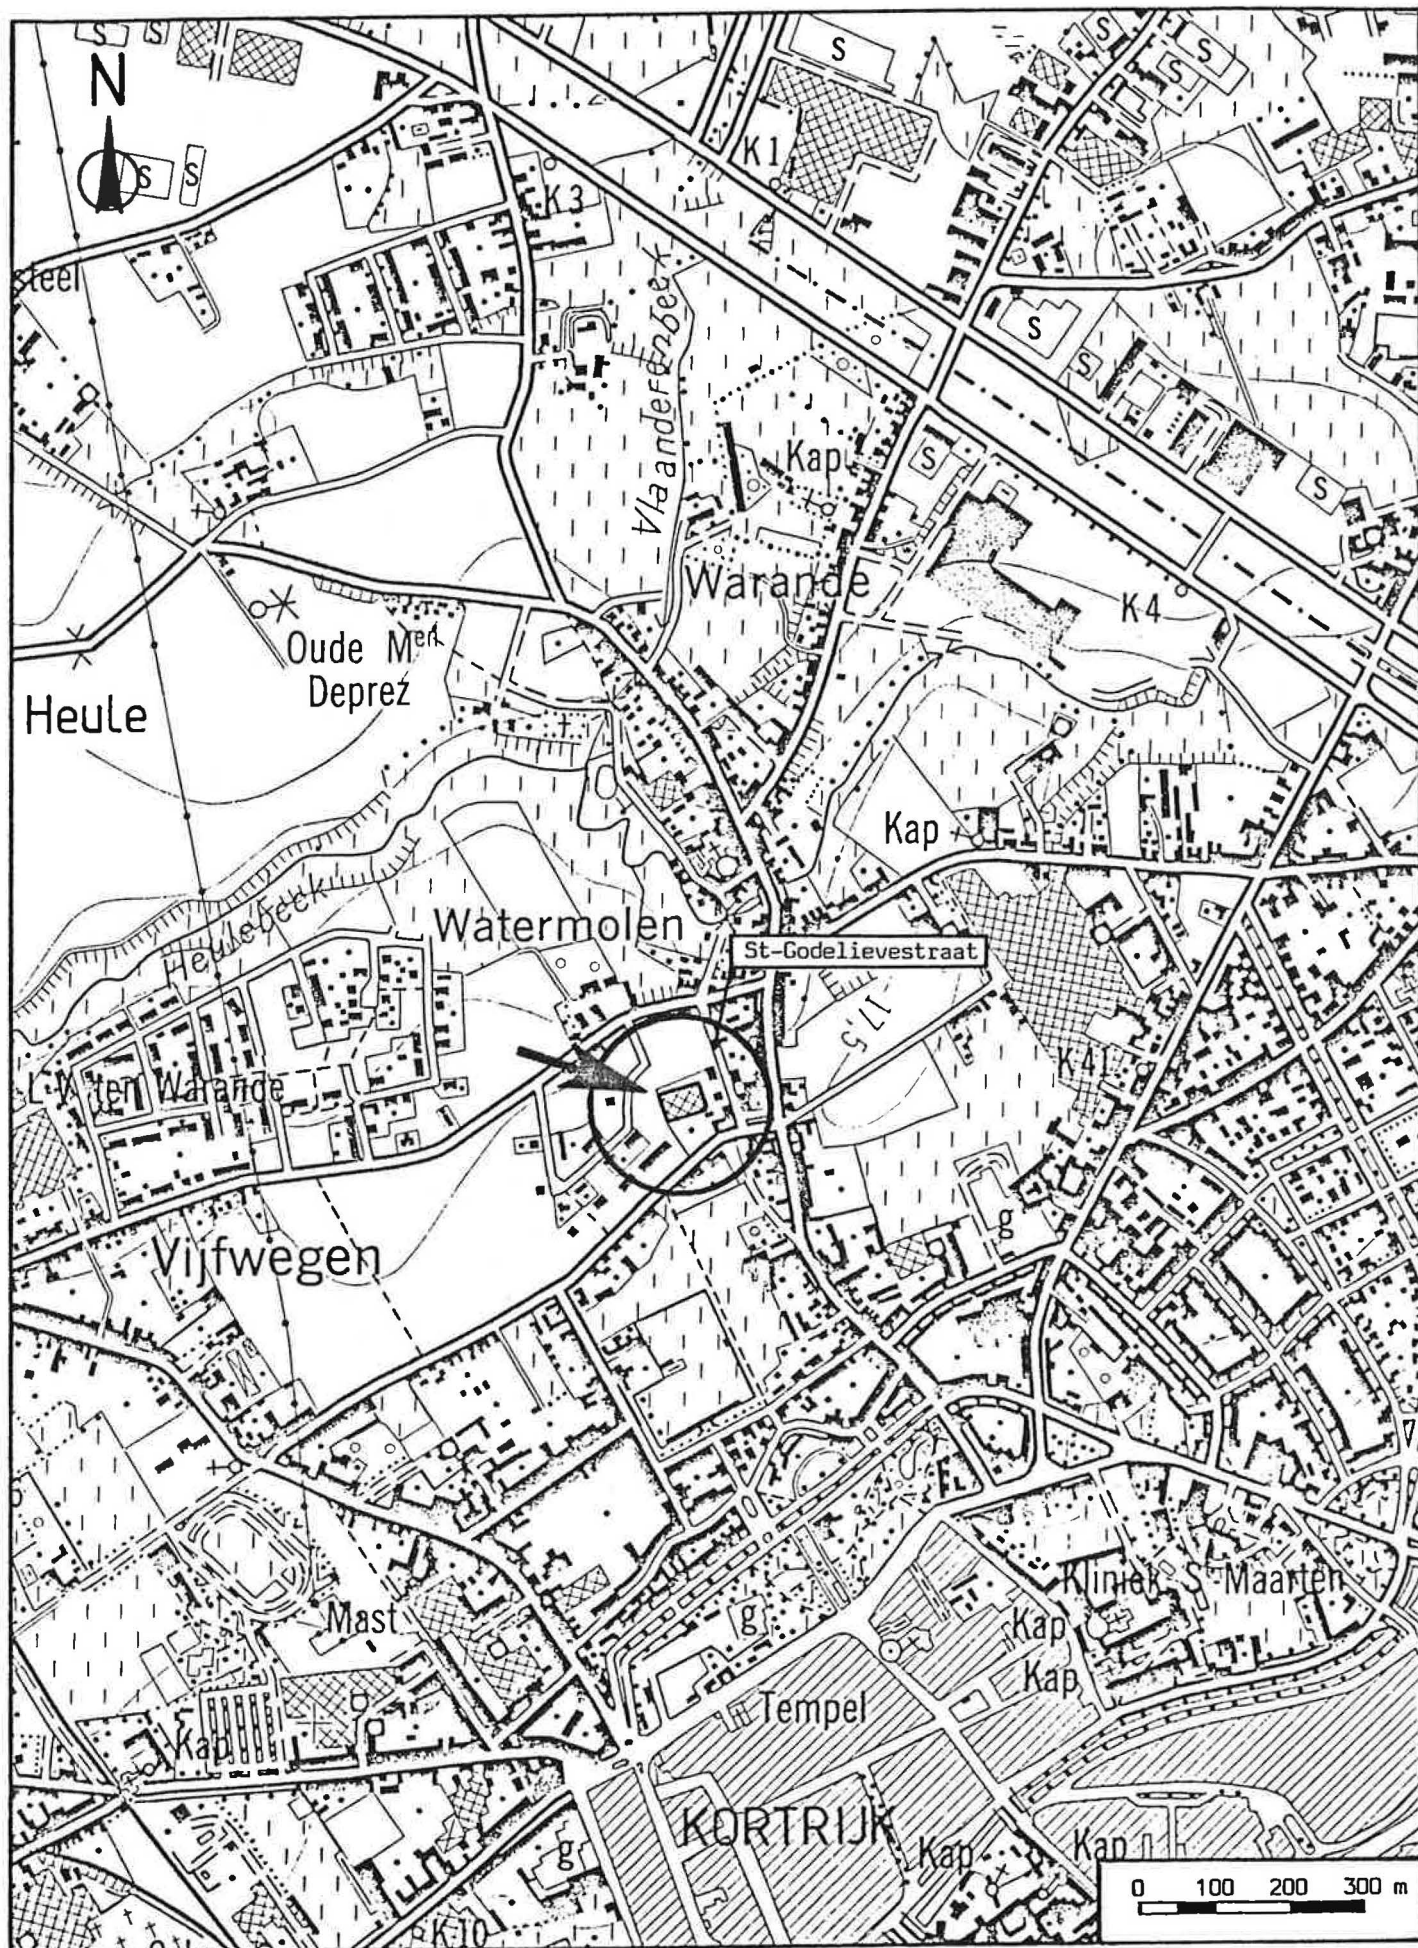 S
S
S
N
K1
S
S
S
S
K3
steel
S
S
Vlaanderenbeek
Kap
S
S
Warande
K4
Oude Mᵉⁿ
Deprez
Heule
Kap
Heulebeek
Watermolen
St-Godelievestraat
17,5
L.W. ten Warande
K41
g
Vijfwegen
Kliniek Sᵗ Maarten
Mast
g
Kap
Kap
Tempel
Kap
KORTRIJK
g
Kap
Kap
0 100 200 300 m
K10